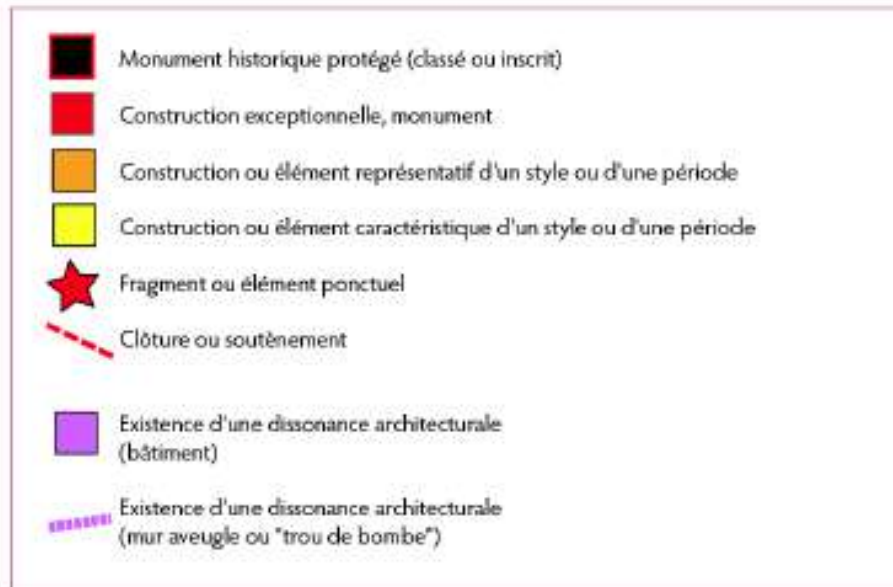 Monument historique protégé (classé ou inscrit)
Construction exceptionnelle, monument
Construction ou élément représentatif d'un style ou d'une période
Construction ou élément caractéristique d'un style ou d'une période
Fragment ou élément ponctuel
Clôture ou soutènement
Existence d'une dissonance architecturale
(bâtiment)
Existence d'une dissonance architecturale
(mur aveugle ou "trou de bombe")